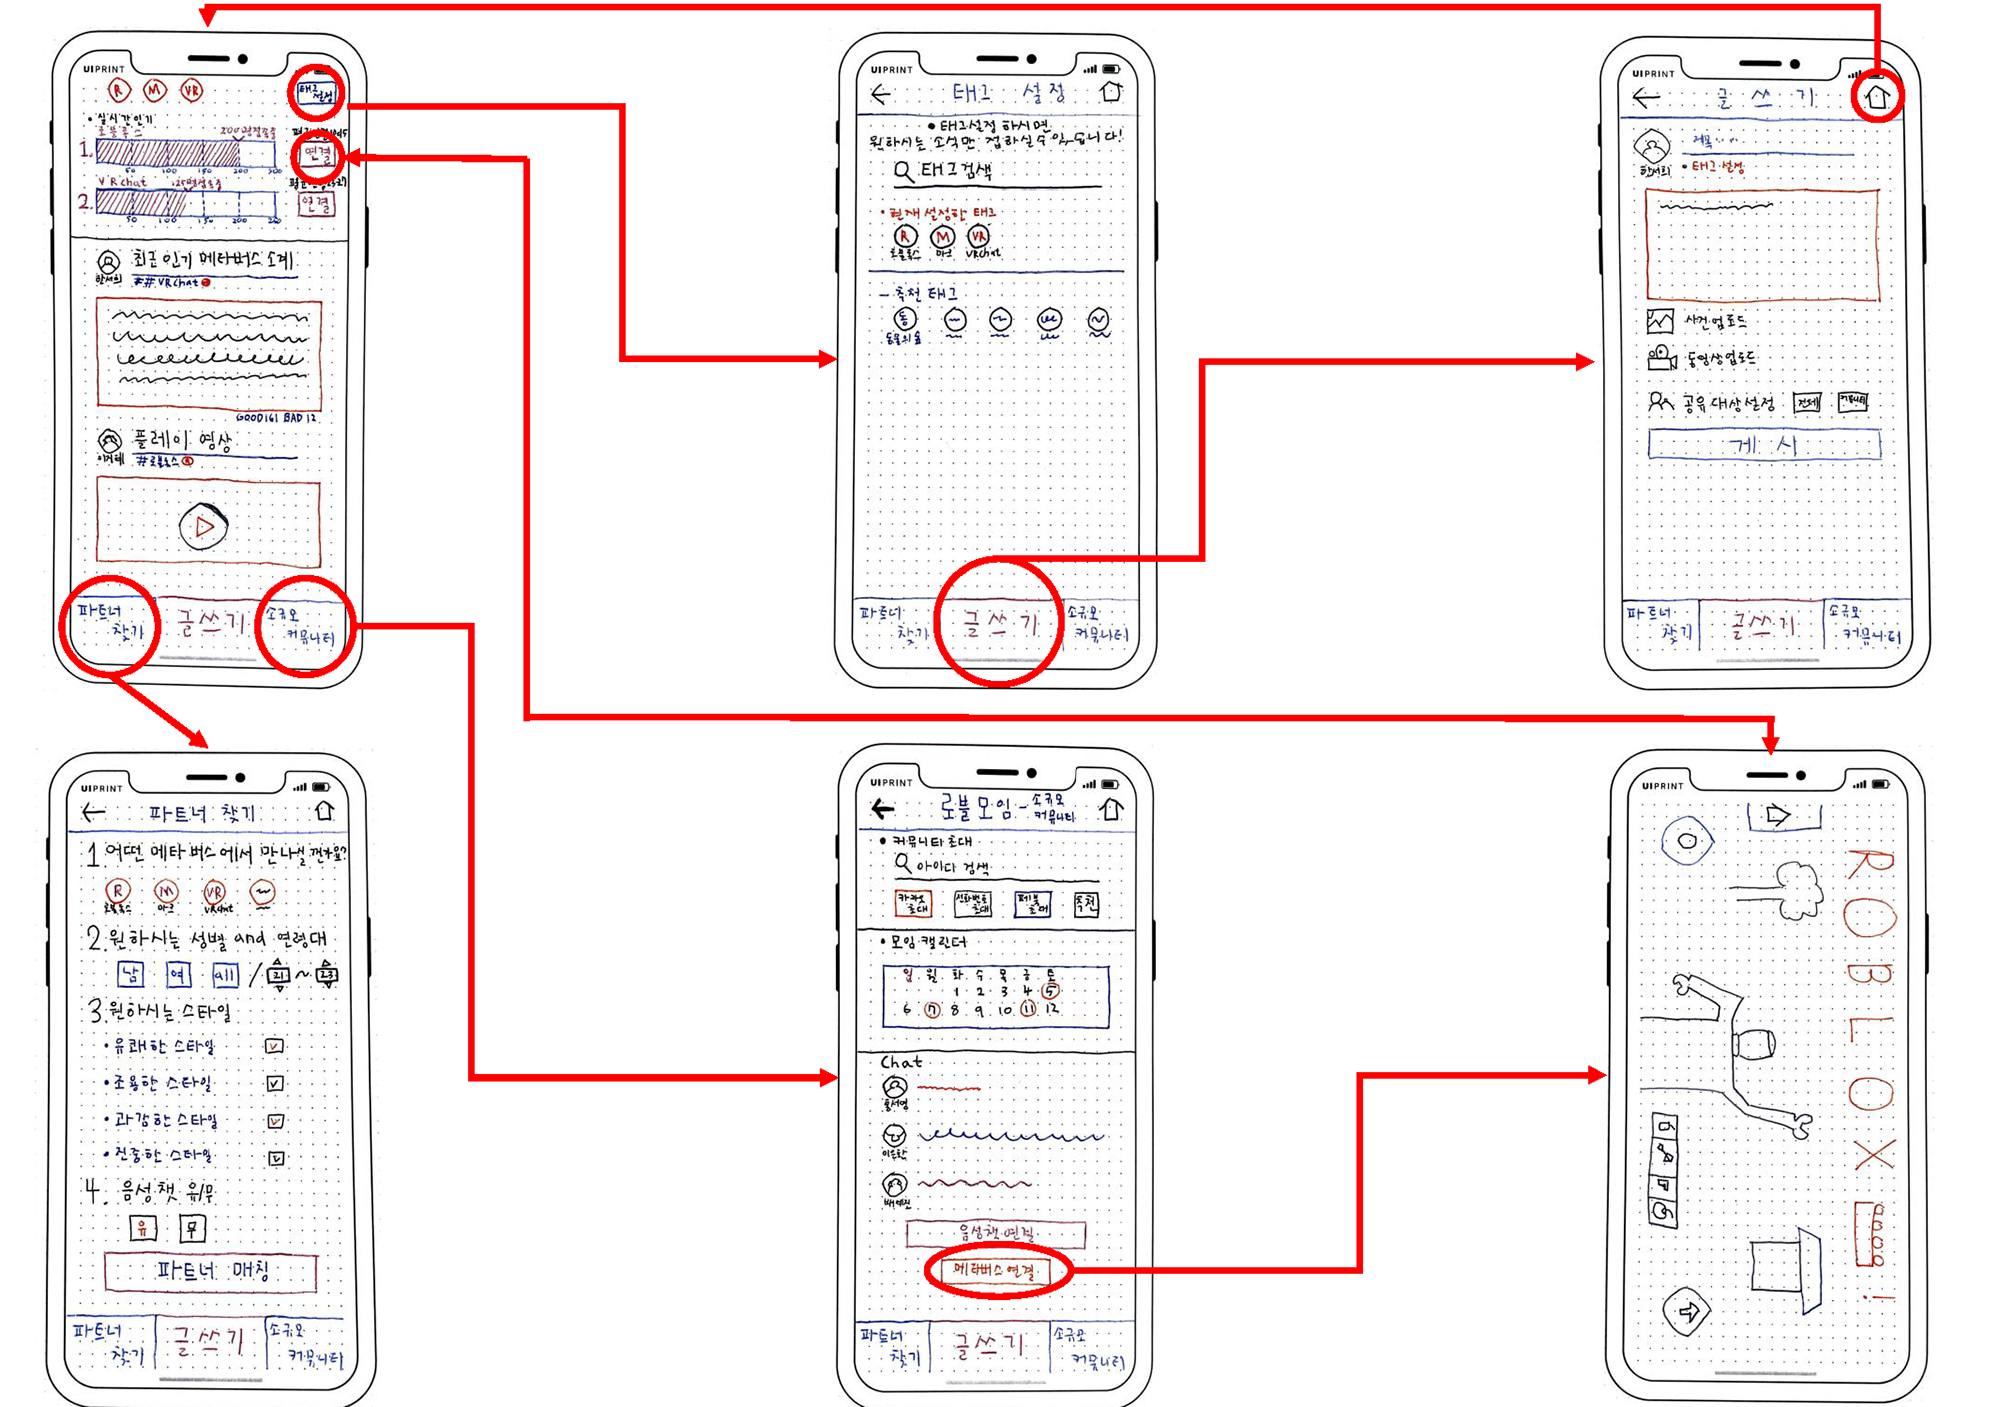 UIPRINT
R M VR
태그
설정
• 실시간 인기
로블록스 200명접속중
1.
연결
50 100 150 200 300
VRchat 125명접속중
2.
연결
50 100 150 200
최근 인기 메타버스 소개
한세희
##VRchat
GOOD161 BAD 12
플레이 영상
#로블록스 R
파트너
찾기
글쓰기
소규모
커뮤니티
UIPRINT
태그 설정
• 태그설정 하시면
원하시는 소식만 접하실수있습니다!
태그검색
• 현재 설정한 태그
R M VR
로블록스 마크 VRchat
- 추천 태그
동
동물의 숲
파트너
찾기
글쓰기
소규모
커뮤니티
UIPRINT
글쓰기
제목....
한세희
• 태그설정
사진업로드
동영상업로드
공유대상설정 전체 커뮤니티
게시
파트너
찾기
글쓰기
소규모
커뮤니티
UIPRINT
파트너 찾기
1 어떤 메타버스에서 만나실건가요?
R M VR
로블록스 마크 VRchat
2. 원하시는 성별 and 연령대
남 여 all / 21 ~ 23
3. 원하시는 스타일
• 유쾌한 스타일
• 조용한 스타일
• 과감한 스타일
• 진중한 스타일
4. 음성챗 유/무
유 무
파트너 매칭
파트너
찾기
글쓰기
소규모
커뮤니티
UIPRINT
로블모임 - 소규모
커뮤니티
• 커뮤니티초대
아이디 검색
카카오
초대
전화번호
초대
페북
초대
추천
• 모임 캘린더
일 월 화 수 목 금 토
1 2 3 4 5
6 7 8 9 10 11 12
Chat
홍서영
음성챗 연결
메타버스 연결
파트너
찾기
글쓰기
소규모
커뮤니티
UIPRINT
ROBLOX!